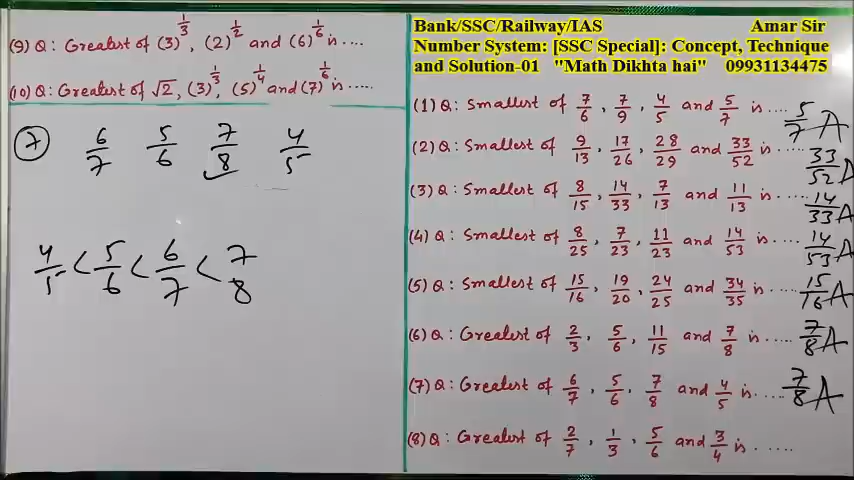 (9) Q: Greatest of (3)^1/3, (2)^1/2 and (6)^1/6 is ....
(10) Q: Greatest of √2, (3)^1/3, (5)^1/4 and (7)^1/6 is .....
⑦ 6/7 5/6 7/8 4/5
4/5 < 5/6 < 6/7 < 7/8
Bank/SSC/Railway/IAS Amar Sir
Number System: [SSC Special]: Concept, Technique
and Solution-01 "Math Dikhta hai" 09931134475
(1) Q: Smallest of 7/6, 7/9, 4/5 and 5/7 is .... 5/7 A
(2) Q: Smallest of 9/13, 17/26, 28/29 and 33/52 is ..... 33/52 A
(3) Q: Smallest of 8/15, 14/33, 7/13 and 11/13 is ..... 14/33 A
(4) Q: Smallest of 8/25, 7/23, 11/23 and 14/53 is .... 14/53 A
(5) Q: Smallest of 15/16, 19/20, 24/25 and 34/35 is .... 15/16 A
(6) Q: Greatest of 2/3, 5/6, 11/15 and 7/8 is .... 7/8 A
(7) Q: Greatest of 6/7, 5/6, 7/8 and 4/5 is ..... 7/8 A
(8) Q: Greatest of 2/7, 1/3, 5/6 and 3/4 is .....